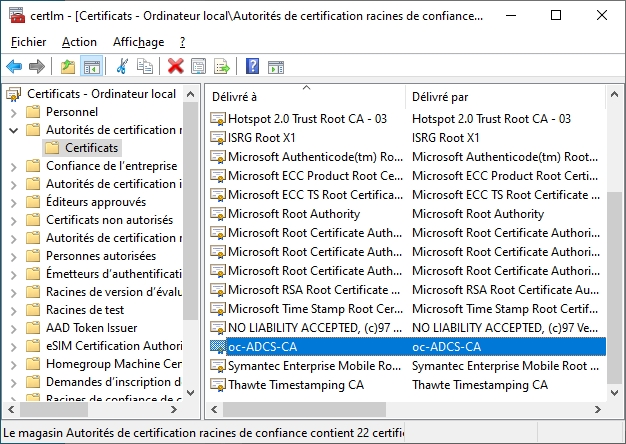 certlm - [Certificats - Ordinateur local\Autorités de certification racines de confiance...
Fichier Action Affichage ?
Certificats - Ordinateur local
Personnel
Autorités de certification r
Certificats
Confiance de l'entreprise
Autorités de certification i
Éditeurs approuvés
Certificats non autorisés
Autorités de certification r
Personnes autorisées
Émetteurs d'authentificati
Racines de version d'évalu
Racines de test
AAD Token Issuer
eSIM Certification Authori
Homegroup Machine Cer
Demandes d'inscription d
Racines de confiance de c
Délivré à Délivré par
Hotspot 2.0 Trust Root CA - 03 Hotspot 2.0 Trust Root CA - 03
ISRG Root X1 ISRG Root X1
Microsoft Authenticode(tm) Root... Microsoft Authenticode(tm) Root...
Microsoft ECC Product Root Cert... Microsoft ECC Product Root Certi...
Microsoft ECC TS Root Certificat... Microsoft ECC TS Root Certificate ...
Microsoft Root Authority Microsoft Root Authority
Microsoft Root Certificate Autho... Microsoft Root Certificate Authori...
Microsoft Root Certificate Autho... Microsoft Root Certificate Authori...
Microsoft Root Certificate Autho... Microsoft Root Certificate Authori...
Microsoft RSA Root Certificate ... Microsoft RSA Root Certificate Aut...
Microsoft Time Stamp Root Cert... Microsoft Time Stamp Root Certif...
NO LIABILITY ACCEPTED, (c)97 ... NO LIABILITY ACCEPTED, (c)97 Ve...
oc-ADCS-CA oc-ADCS-CA
Symantec Enterprise Mobile Ro... Symantec Enterprise Mobile Root ...
Thawte Timestamping CA Thawte Timestamping CA
Le magasin Autorités de certification racines de confiance contient 22 certifi